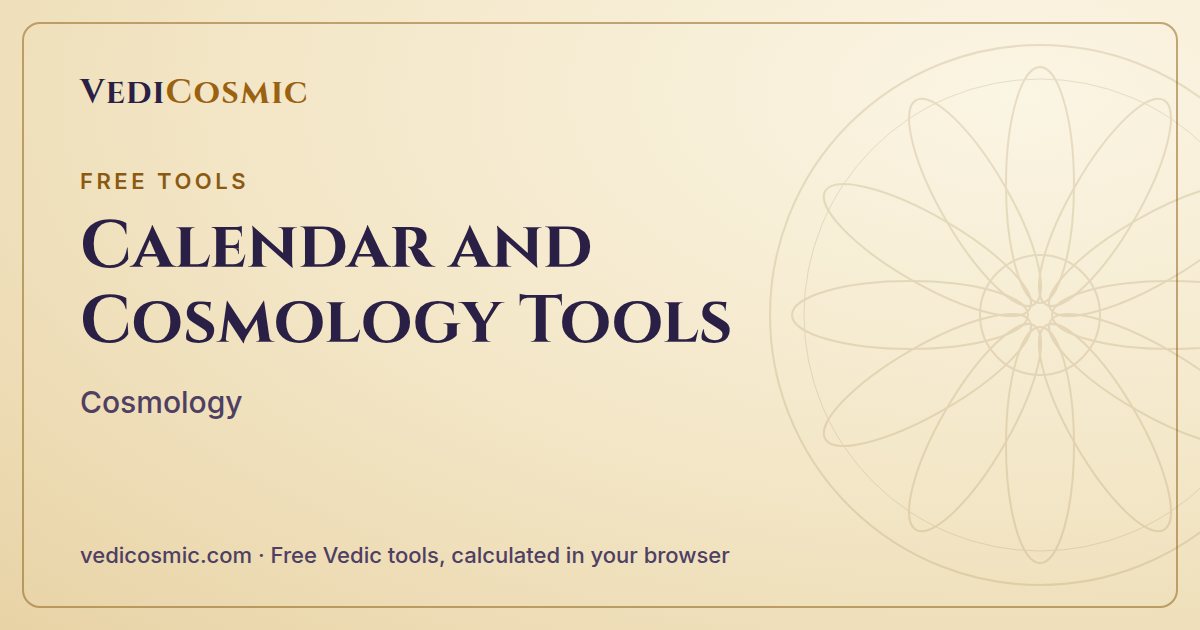 VediCosmic
FREE TOOLS
Calendar and
Cosmology Tools
Cosmology
vedicosmic.com · Free Vedic tools, calculated in your browser